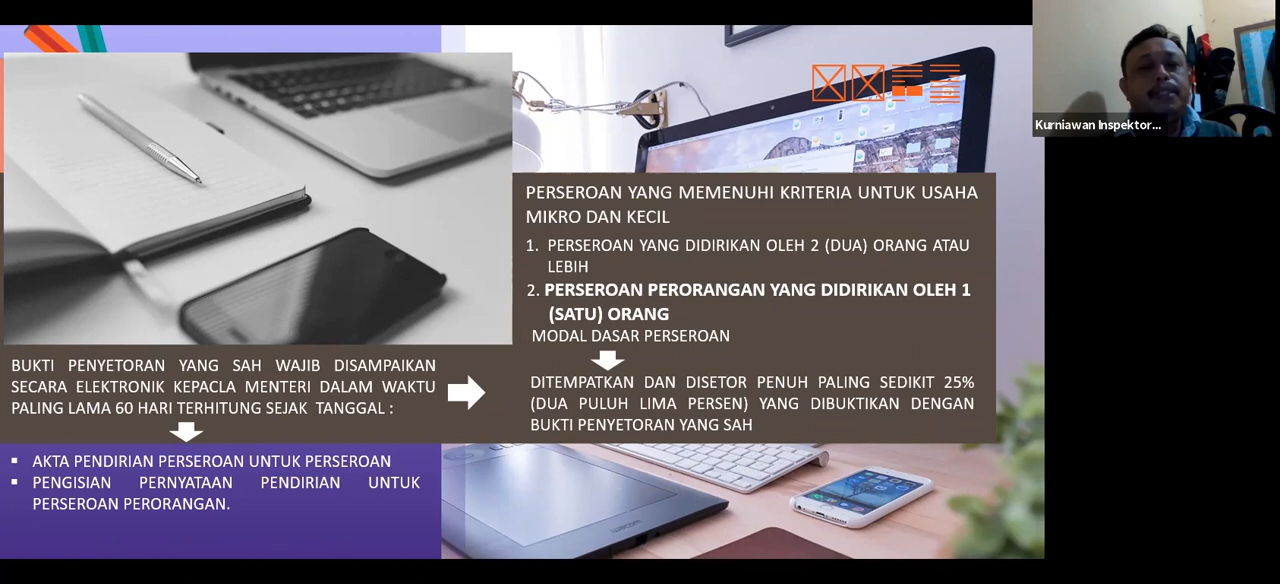 PERSEROAN YANG MEMENUHI KRITERIA UNTUK USAHA
MIKRO DAN KECIL
1. PERSEROAN YANG DIDIRIKAN OLEH 2 (DUA) ORANG ATAU
LEBIH
2. PERSEROAN PERORANGAN YANG DIDIRIKAN OLEH 1
(SATU) ORANG
MODAL DASAR PERSEROAN
DITEMPATKAN DAN DISETOR PENUH PALING SEDIKIT 25%
(DUA PULUH LIMA PERSEN) YANG DIBUKTIKAN DENGAN
BUKTI PENYETORAN YANG SAH
BUKTI PENYETORAN YANG SAH WAJIB DISAMPAIKAN
SECARA ELEKTRONIK KEPACLA MENTERI DALAM WAKTU
PALING LAMA 60 HARI TERHITUNG SEJAK TANGGAL :
▪ AKTA PENDIRIAN PERSEROAN UNTUK PERSEROAN
▪ PENGISIAN PERNYATAAN PENDIRIAN UNTUK
PERSEROAN PERORANGAN.
Kurniawan Inspektor...